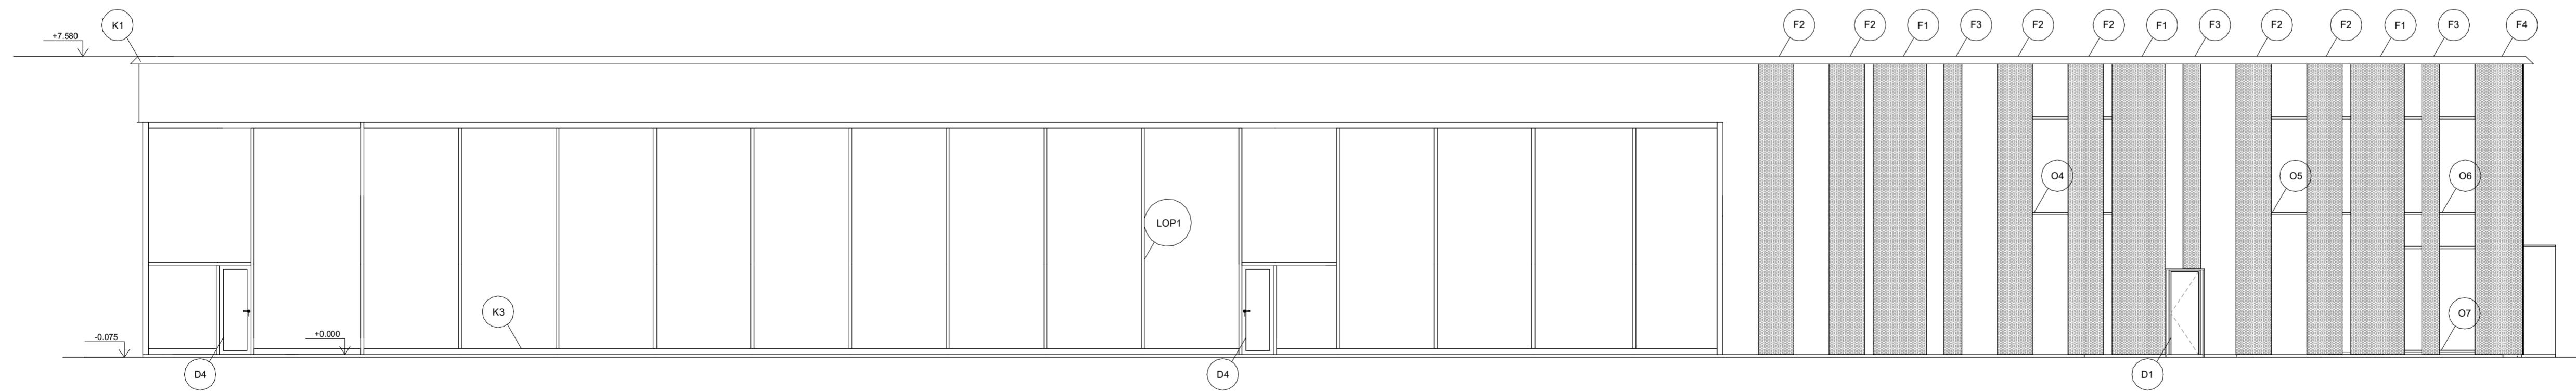 K1
F2
F2
F1
F3
F2
F2
F1
F3
F2
F2
F1
F3
F4
+7.580
O4
O5
O6
LOP1
K3
O7
+0.000
-0.075
D4
D4
D1